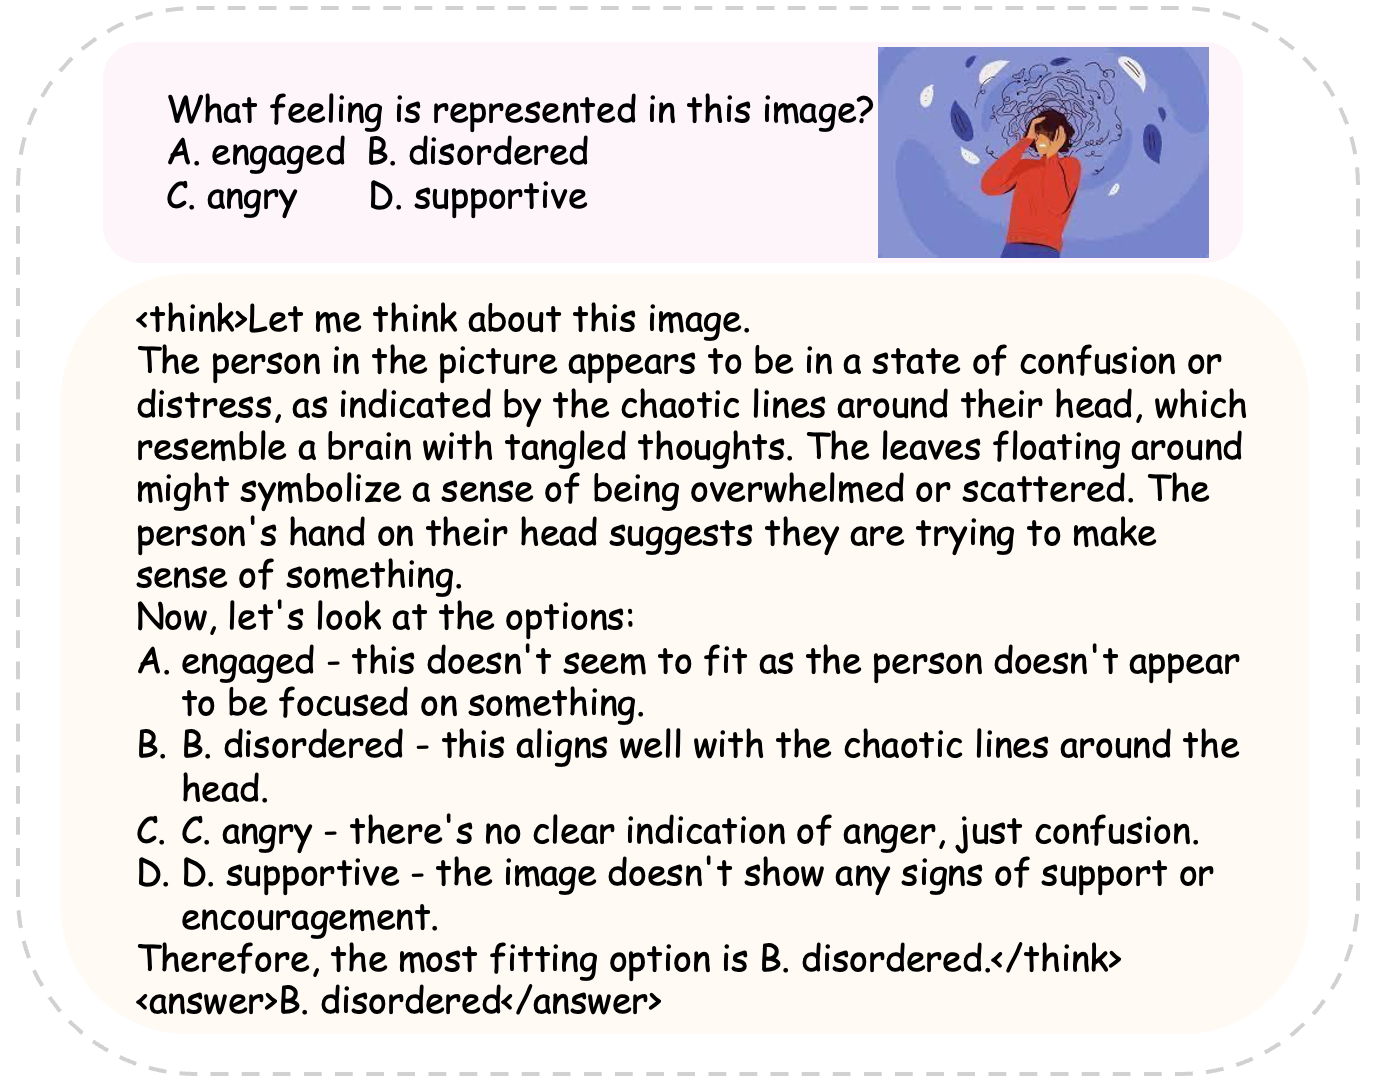 What feeling is represented in this image?
A. engaged B. disordered
C. angry D. supportive
<think>Let me think about this image.
The person in the picture appears to be in a state of confusion or
distress, as indicated by the chaotic lines around their head, which
resemble a brain with tangled thoughts. The leaves floating around
might symbolize a sense of being overwhelmed or scattered. The
person's hand on their head suggests they are trying to make
sense of something.
Now, let's look at the options:
A. engaged - this doesn't seem to fit as the person doesn't appear
to be focused on something.
B. B. disordered - this aligns well with the chaotic lines around the
head.
C. C. angry - there's no clear indication of anger, just confusion.
D. D. supportive - the image doesn't show any signs of support or
encouragement.
Therefore, the most fitting option is B. disordered.</think>
<answer>B. disordered</answer>